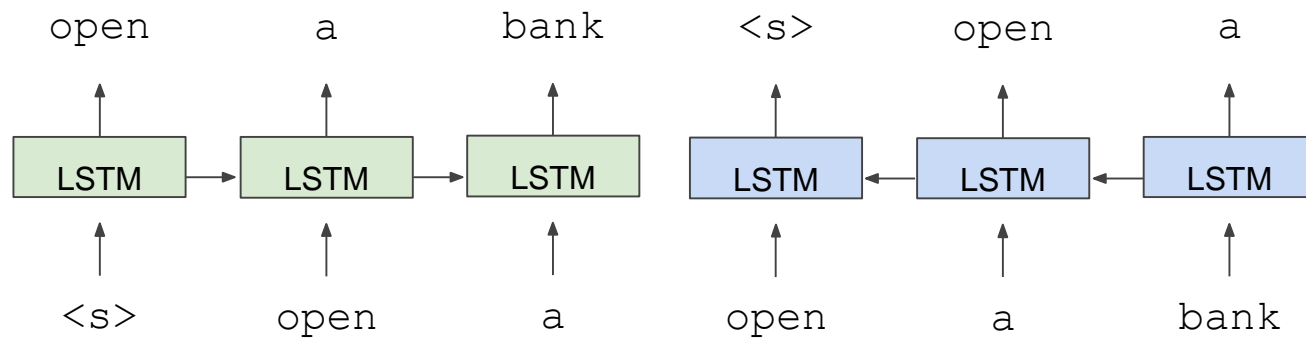 open a bank <s> open a
LSTM LSTM LSTM LSTM LSTM LSTM
<s> open a open a bank